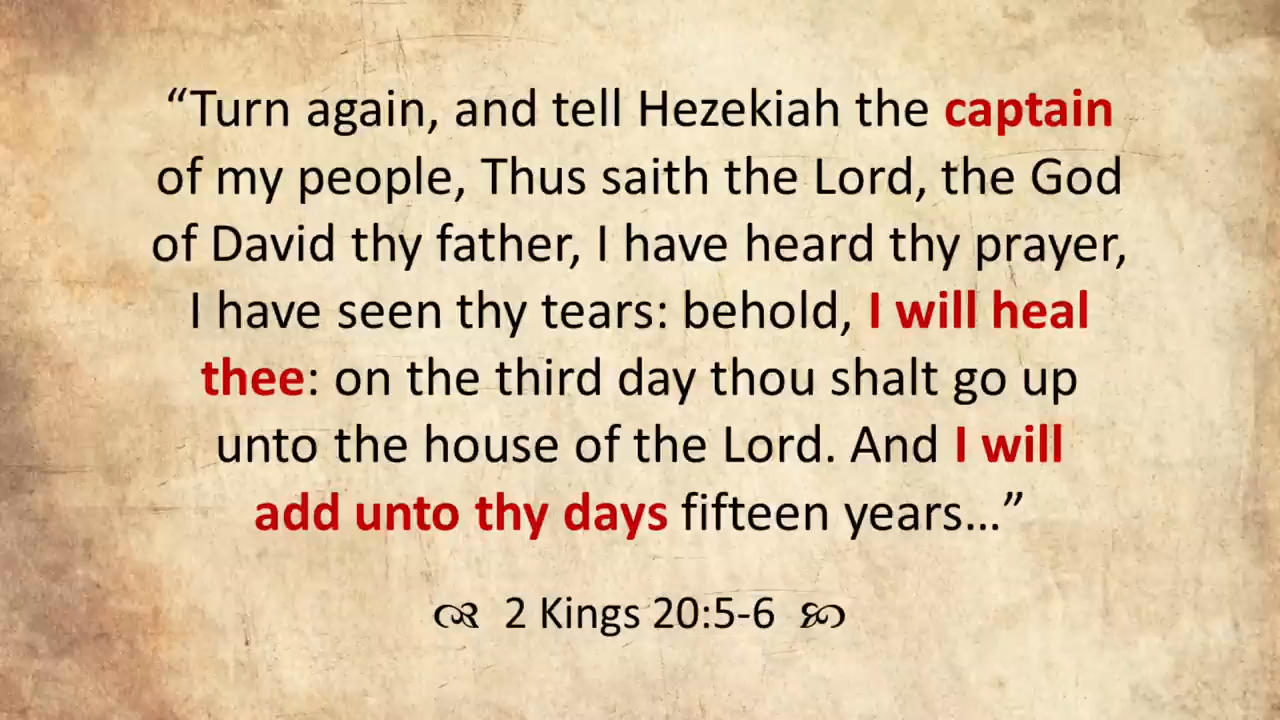 “Turn again, and tell Hezekiah the captain
of my people, Thus saith the Lord, the God
of David thy father, I have heard thy prayer,
I have seen thy tears: behold, I will heal
thee: on the third day thou shalt go up
unto the house of the Lord. And I will
add unto thy days fifteen years…”
2 Kings 20:5-6